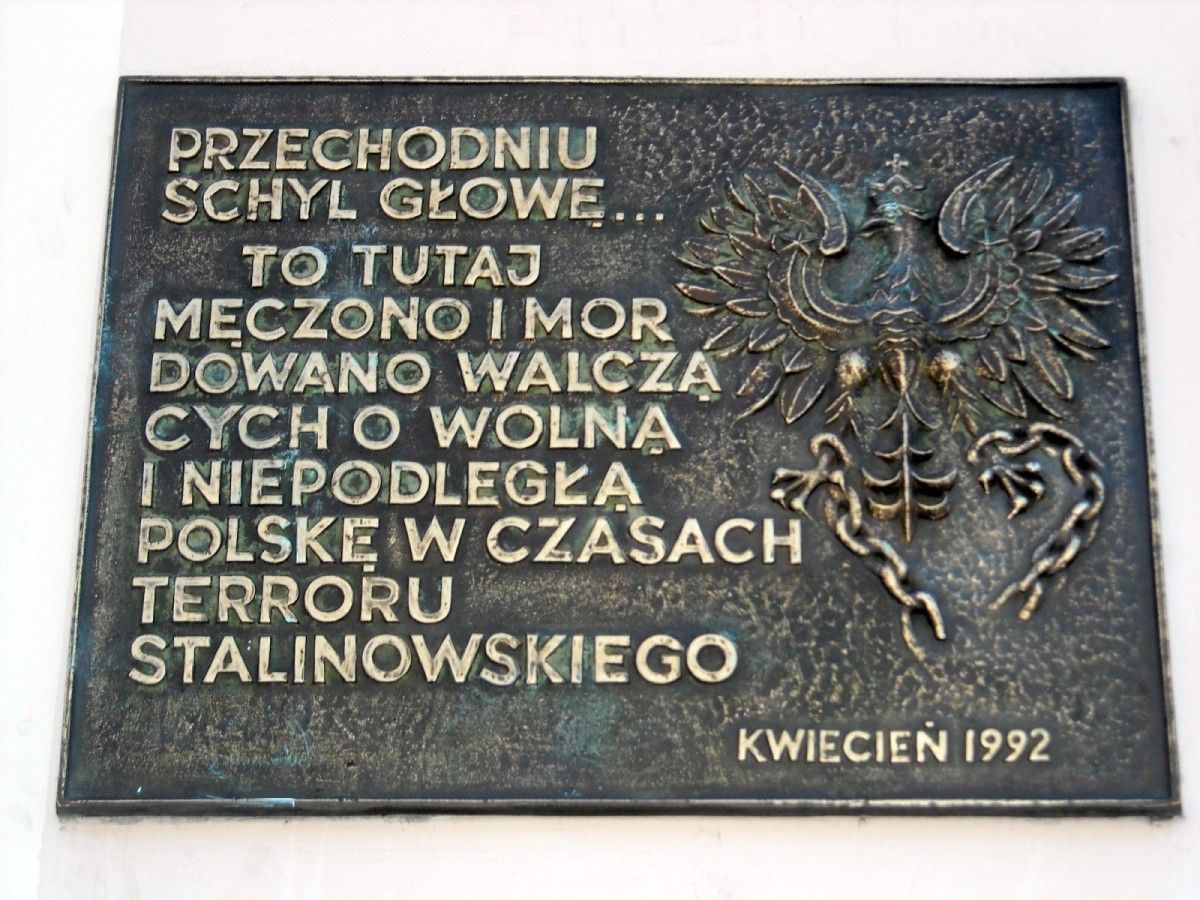 PRZECHODNIU
SCHYL GŁOWĘ...
TO TUTAJ
MĘCZONO I MOR
DOWANO WALCZĄ
CYCH O WOLNĄ
I NIEPODLEGŁĄ
POLSKĘ W CZASACH
TERRORU
STALINOWSKIEGO
KWIECIEŃ 1992